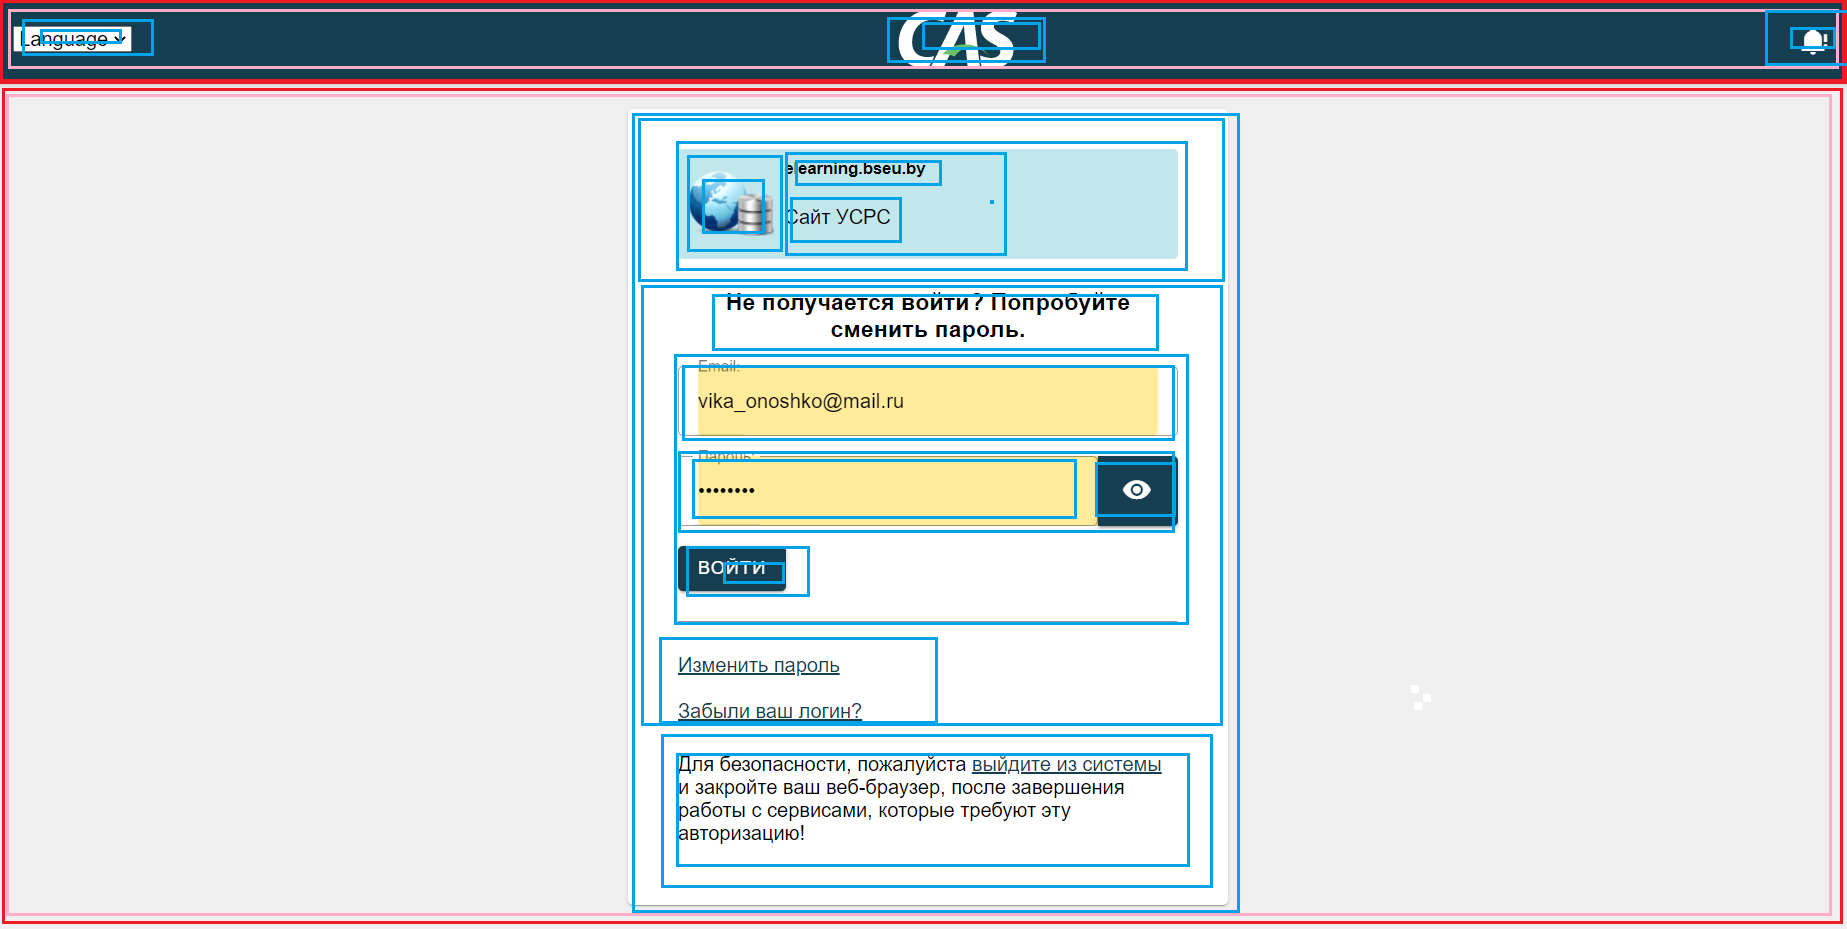 Language
CAS
elearning.bseu.by
Сайт УСРС
Не получается войти? Попробуйте
сменить пароль.
Email:
vika_onoshko@mail.ru
Пароль:
••••••••
ВОЙТИ
Изменить пароль
Забыли ваш логин?
Для безопасности, пожалуйста выйдите из системы
и закройте ваш веб-браузер, после завершения
работы с сервисами, которые требуют эту
авторизацию!